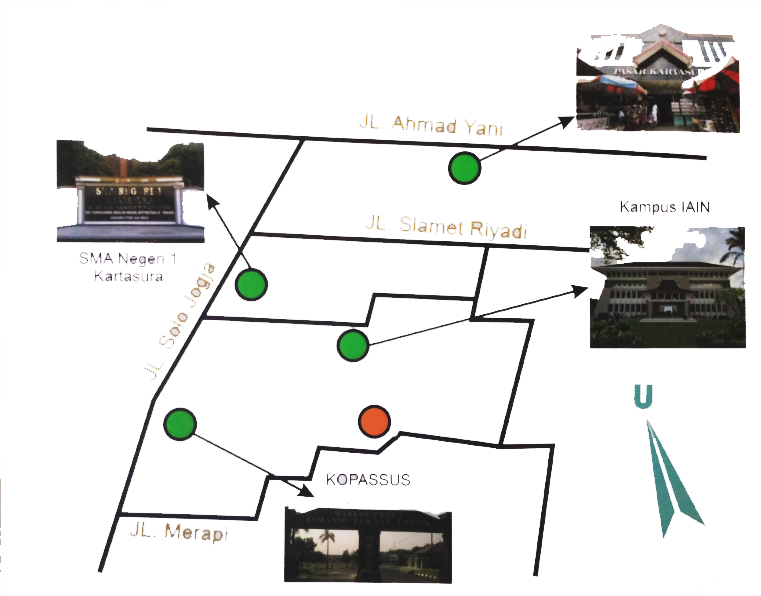 JL. Ahmad Yani
PASAR KARTASURA
SMA Negeri 1
Kartasura
JL. Slamet Riyadi
Kampus IAIN
JL. Solo Jogja
U
KOPASSUS
JL. Merapi